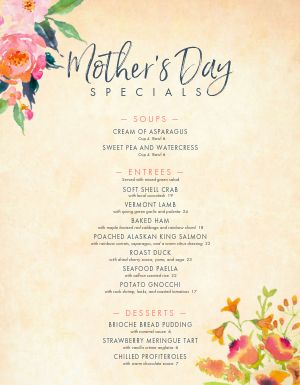 Mother's Day
SPECIALS
— SOUPS —
CREAM OF ASPARAGUS
Cup 4 Bowl 6
SWEET PEA AND WATERCRESS
Cup 4 Bowl 6
— ENTREES —
Served with mixed green salad
SOFT SHELL CRAB
with local succotash 19
VERMONT LAMB
with spring green garlic and potato 26
BAKED HAM
with maple braised red cabbage and rainbow chard 18
POACHED ALASKAN KING SALMON
with rainbow carrots, asparagus, and a warm citrus dressing 22
ROAST DUCK
with dried cherry sauce, porto, and sage 23
SEAFOOD PAELLA
with saffron scented rice 22
POTATO GNOCCHI
with rock shrimp, leeks, and roasted tomatoes 17
— DESSERTS —
BRIOCHE BREAD PUDDING
with caramel sauce 6
STRAWBERRY MERINGUE TART
with vanilla crème anglaise 6
CHILLED PROFITEROLES
with warm chocolate sauce 7